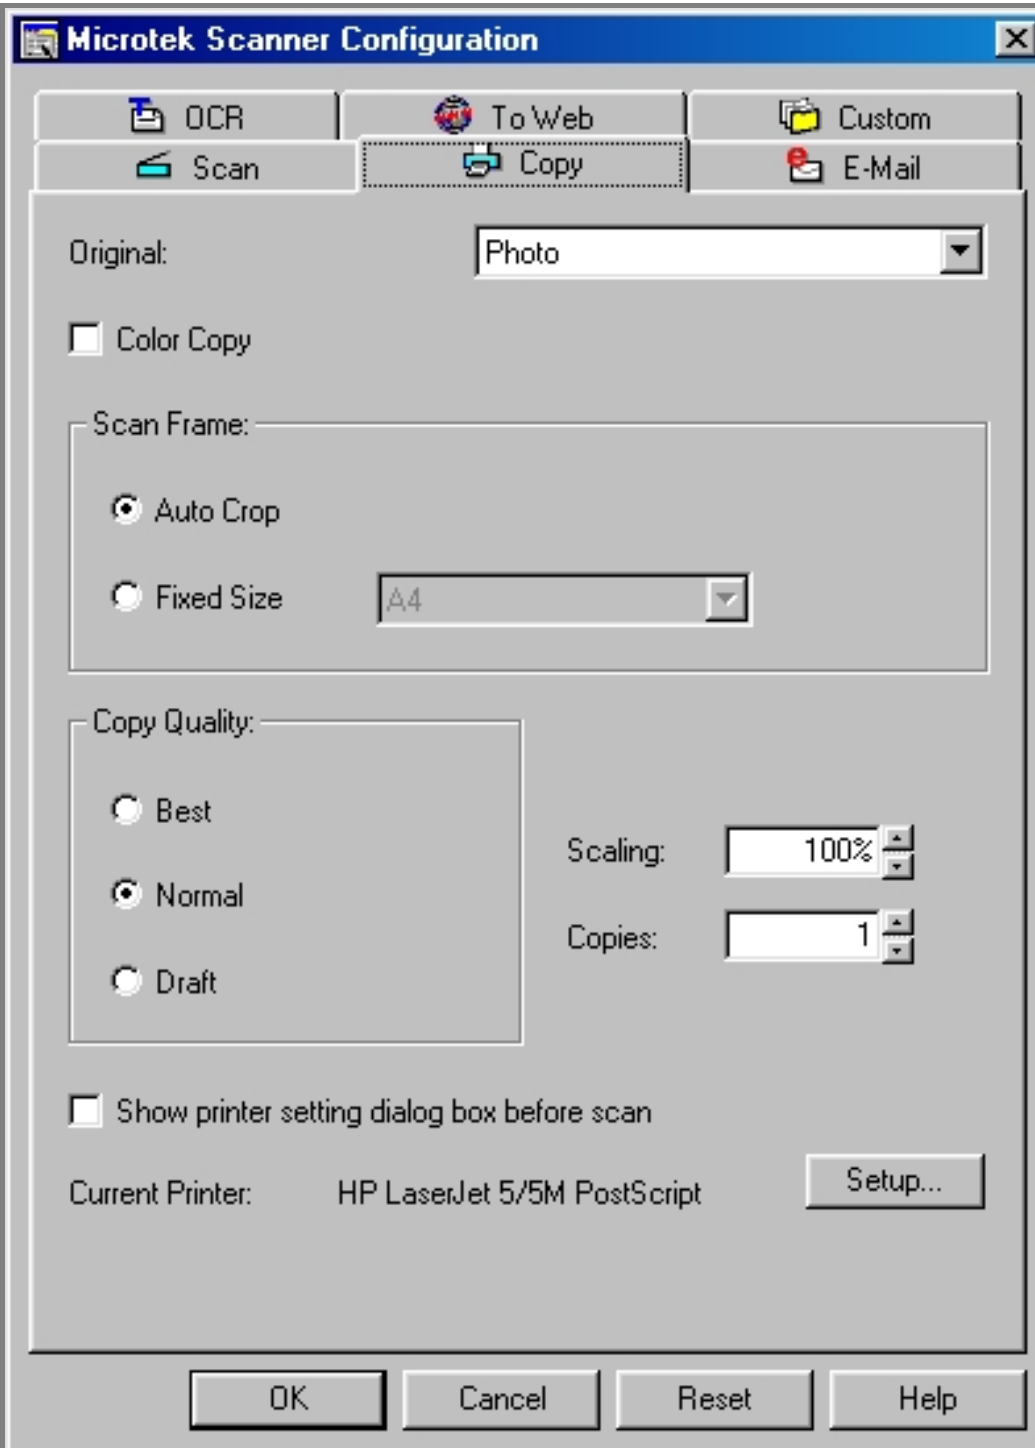 Microtek Scanner Configuration
OCR To Web Custom
Scan Copy E-Mail
Original: Photo
Color Copy
Scan Frame:
Auto Crop
Fixed Size A4
Copy Quality:
Best
Scaling: 100%
Normal
Copies: 1
Draft
Show printer setting dialog box before scan
Current Printer: HP LaserJet 5/5M PostScript Setup...
OK Cancel Reset Help